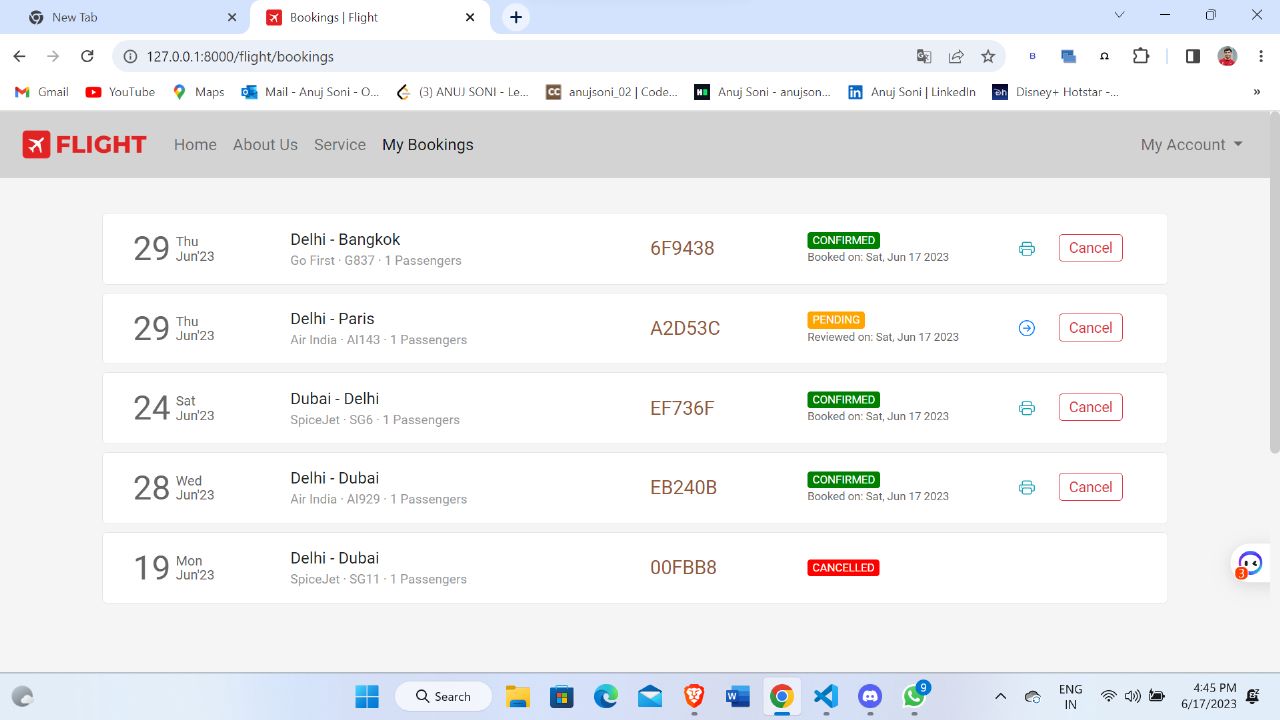 New Tab
Bookings | Flight
127.0.0.1:8000/flight/bookings
B
Ω
Gmail
YouTube
Maps
Mail - Anuj Soni - O...
(3) ANUJ SONI - Le...
CC
anujsoni_02 | Code...
Anuj Soni - anujson...
in
Anuj Soni | LinkedIn
Disney+ Hotstar -...
»
FLIGHT
Home
About Us
Service
My Bookings
My Account
29 Thu Jun'23
Delhi - Bangkok
Go First · G837 · 1 Passengers
6F9438
CONFIRMED
Booked on: Sat, Jun 17 2023
Cancel
29 Thu Jun'23
Delhi - Paris
Air India · AI143 · 1 Passengers
A2D53C
PENDING
Reviewed on: Sat, Jun 17 2023
Cancel
24 Sat Jun'23
Dubai - Delhi
SpiceJet · SG6 · 1 Passengers
EF736F
CONFIRMED
Booked on: Sat, Jun 17 2023
Cancel
28 Wed Jun'23
Delhi - Dubai
Air India · AI929 · 1 Passengers
EB240B
CONFIRMED
Booked on: Sat, Jun 17 2023
Cancel
19 Mon Jun'23
Delhi - Dubai
SpiceJet · SG11 · 1 Passengers
00FBB8
CANCELLED
3
Search
W
9
ENG
IN
4:45 PM
6/17/2023